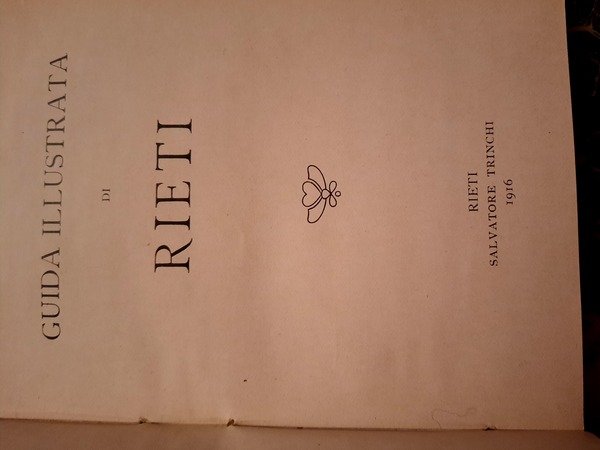 GUIDA ILLUSTRATA
DI
RIETI
RIETI
SALVATORE TRINCHI
1916